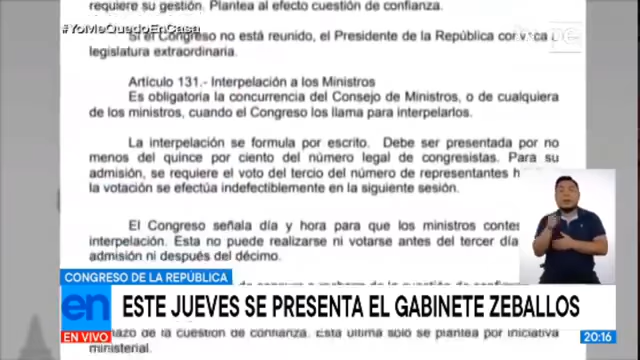 requiere su gestión. Plantea al efecto cuestión de confianza.
#YoMeQuedoEnCasa
Si el Congreso no está reunido, el Presidente de la República convoca a
legislatura extraordinaria.
Artículo 131.- Interpelación a los Ministros
Es obligatoria la concurrencia del Consejo de Ministros, o de cualquiera
de los ministros, cuando el Congreso los llama para interpelarlos.
La interpelación se formula por escrito. Debe ser presentada por no
menos del quince por ciento del número legal de congresistas. Para su
admisión, se requiere el voto del tercio del número de representantes
la votación se efectúa indefectiblemente en la siguiente sesión.
El Congreso señala día y hora para que los ministros
interpelación. Esta no puede realizarse ni votarse antes del tercer
admisión ni después del décimo.
CONGRESO DE LA REPÚBLICA
en
ESTE JUEVES SE PRESENTA EL GABINETE ZEBALLOS
EN VIVO
20:16
de la cuestión de confianza. Esta última solo se plantea por iniciativa
ministerial.